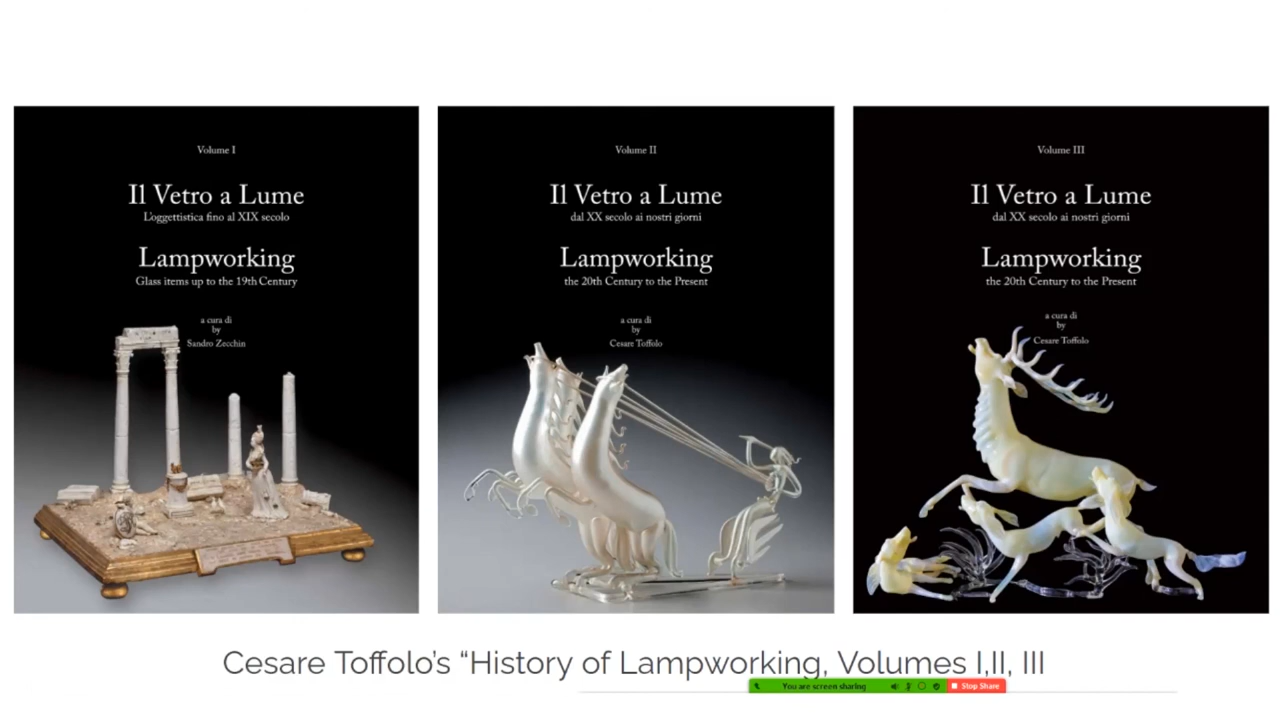 Volume I
Il Vetro a Lume
L'oggettistica fino al XIX secolo
Lampworking
Glass items up to the 19th Century
a cura di
by
Sandro Zecchin
Volume II
Il Vetro a Lume
dal XX secolo ai nostri giorni
Lampworking
the 20th Century to the Present
a cura di
by
Cesare Toffolo
Volume III
Il Vetro a Lume
dal XX secolo ai nostri giorni
Lampworking
the 20th Century to the Present
a cura di
by
Cesare Toffolo
Cesare Toffolo's “History of Lampworking, Volumes I,II, III
You are screen sharing
Stop Share